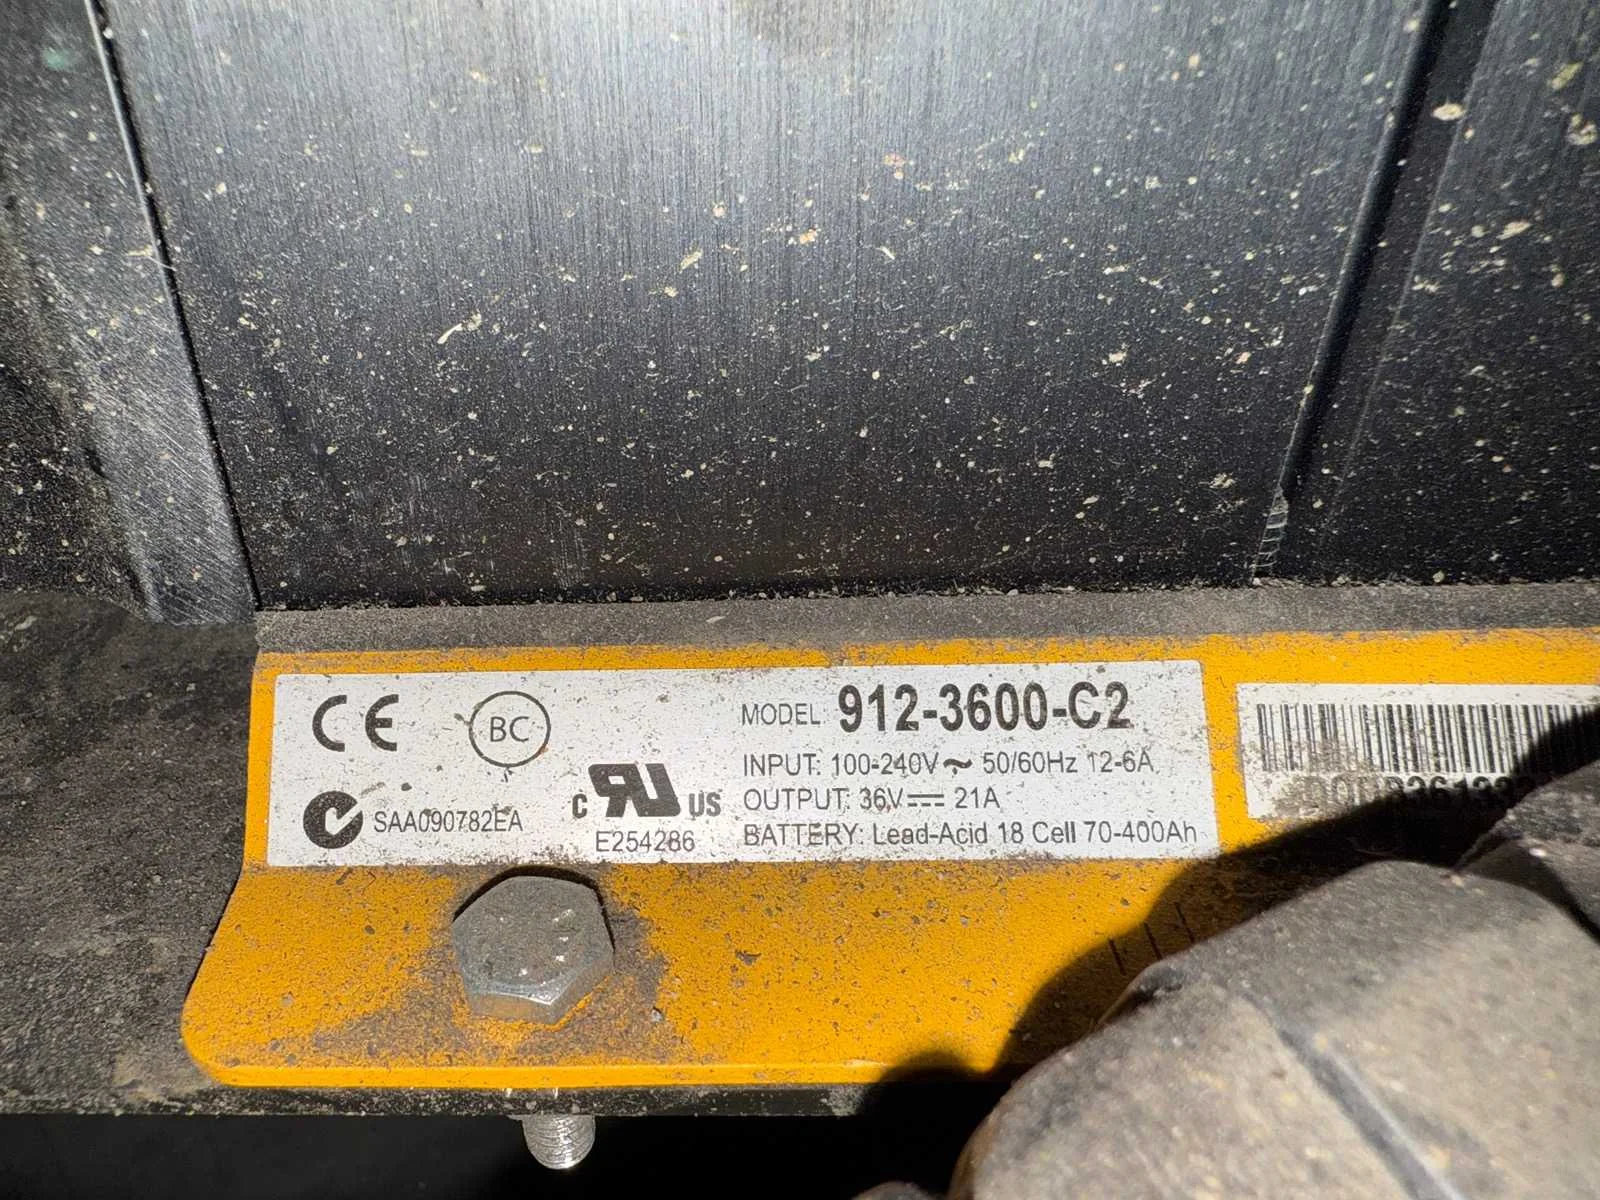 CE
BC
SAA090782EA
C RU US
E254286
MODEL 912-3600-C2
INPUT: 100-240V~ 50/60Hz 12-6A
OUTPUT: 36V⎓ 21A
BATTERY: Lead-Acid 18 Cell 70-400Ah